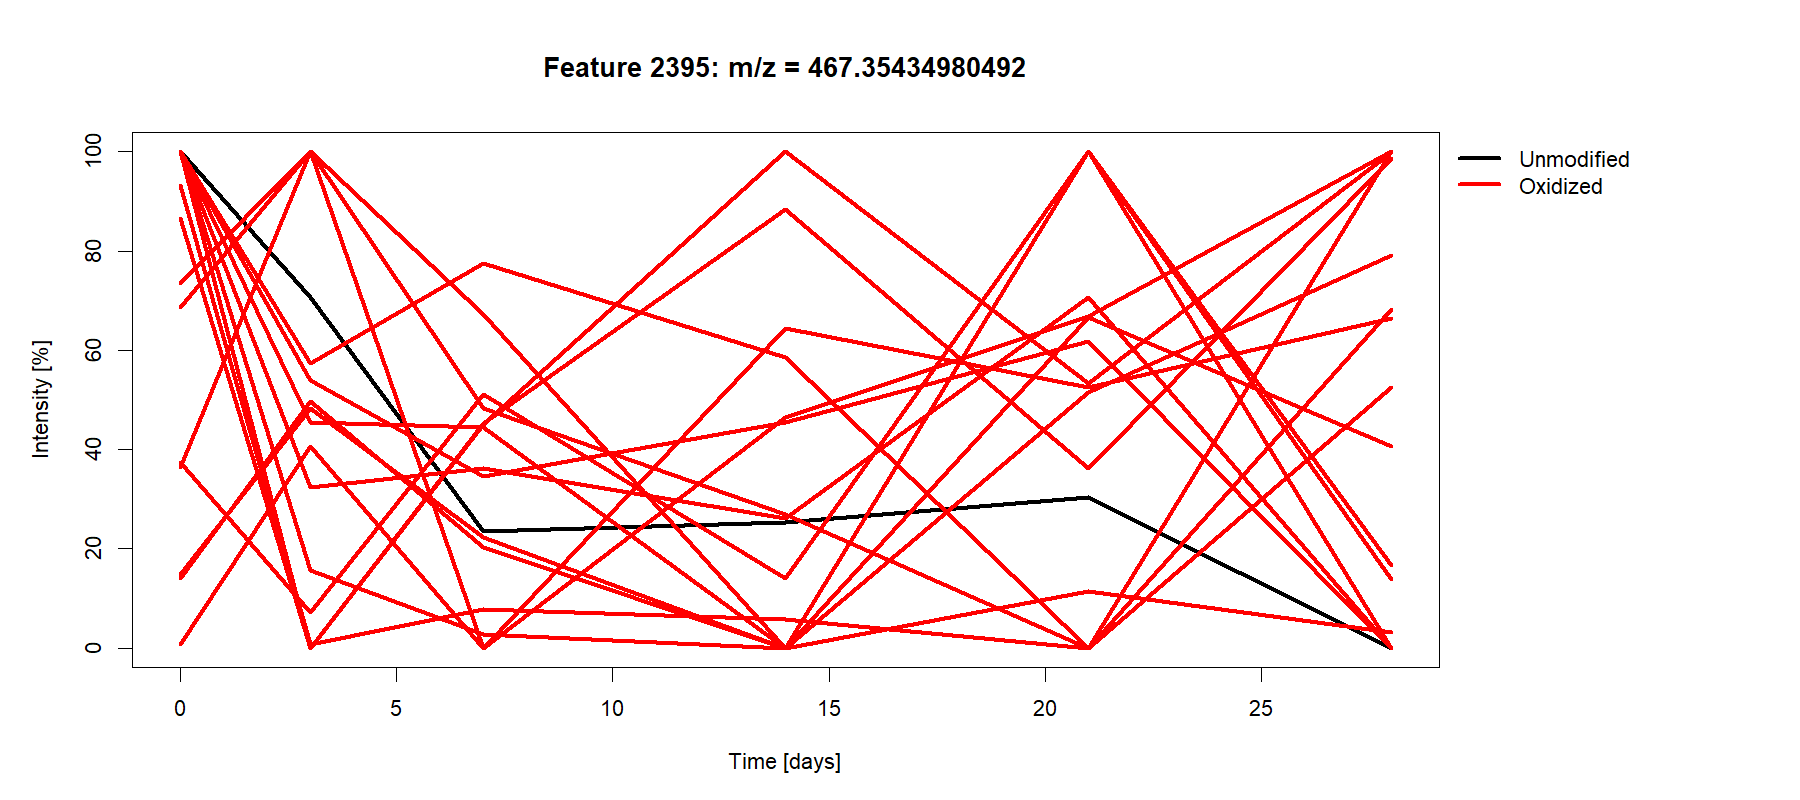 Feature 2395: m/z = 467.35434980492
Unmodified
Oxidized
Intensity [%]
100
80
60
40
20
0
0 5 10 15 20 25
Time [days]